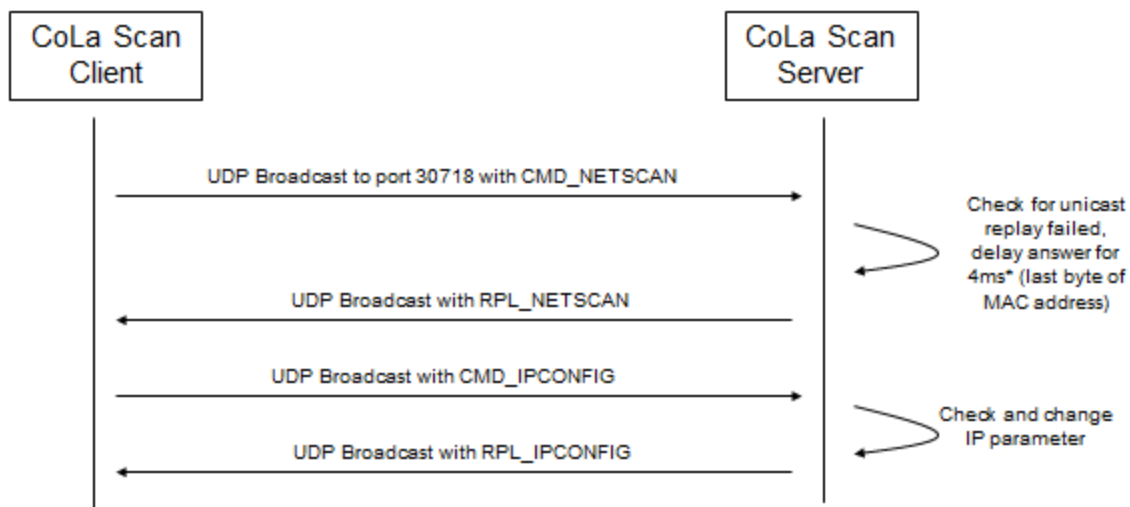 CoLa Scan
Client
CoLa Scan
Server
UDP Broadcast to port 30718 with CMD_NETSCAN
Check for unicast
replay failed,
delay answer for
4ms* (last byte of
MAC address)
UDP Broadcast with RPL_NETSCAN
UDP Broadcast with CMD_IPCONFIG
Check and change
IP parameter
UDP Broadcast with RPL_IPCONFIG